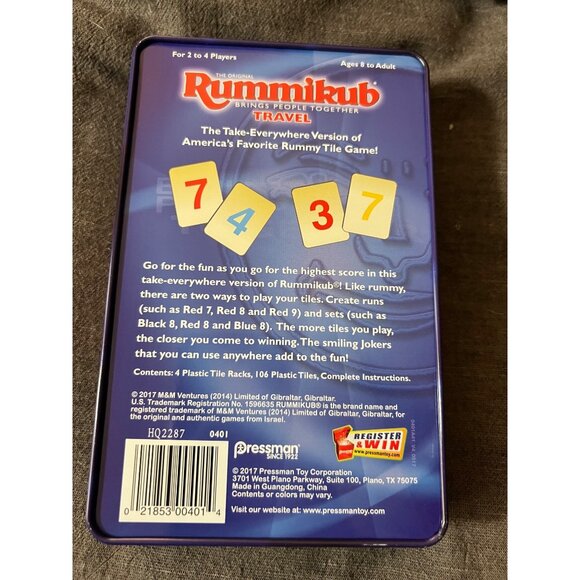 For 2 to 4 Players
Ages 8 to Adult
THE ORIGINAL
Rummikub®
BRINGS PEOPLE TOGETHER
TRAVEL
The Take-Everywhere Version of
America's Favorite Rummy Tile Game!
7 4 3 7
Go for the fun as you go for the highest score in this
take-everywhere version of Rummikub®! Like rummy,
there are two ways to play your tiles. Create runs
(such as Red 7, Red 8 and Red 9) and sets (such as
Black 8, Red 8 and Blue 8). The more tiles you play,
the closer you come to winning. The smiling Jokers
that you can use anywhere add to the fun!
Contents: 4 Plastic Tile Racks, 106 Plastic Tiles, Complete Instructions.
© 2017 M&M Ventures (2014) Limited of Gibraltar, Gibraltar.
U.S. Trademark Registration No. 1596635 RUMMIKUB® is the brand name and
registered trademark of M&M Ventures (2014) Limited of Gibraltar, Gibraltar, for
the original and authentic games from Israel.
HQ2287 0401
0 21853 00401 4
pressman®
SINCE 1922
REGISTER
& WIN
www.pressmantoy.com
© 2017 Pressman Toy Corporation
3701 West Plano Parkway, Suite 100, Plano, TX 75075
Made in Guangdong, China
Contents or colors may vary.
Visit our website at: www.pressmantoy.com